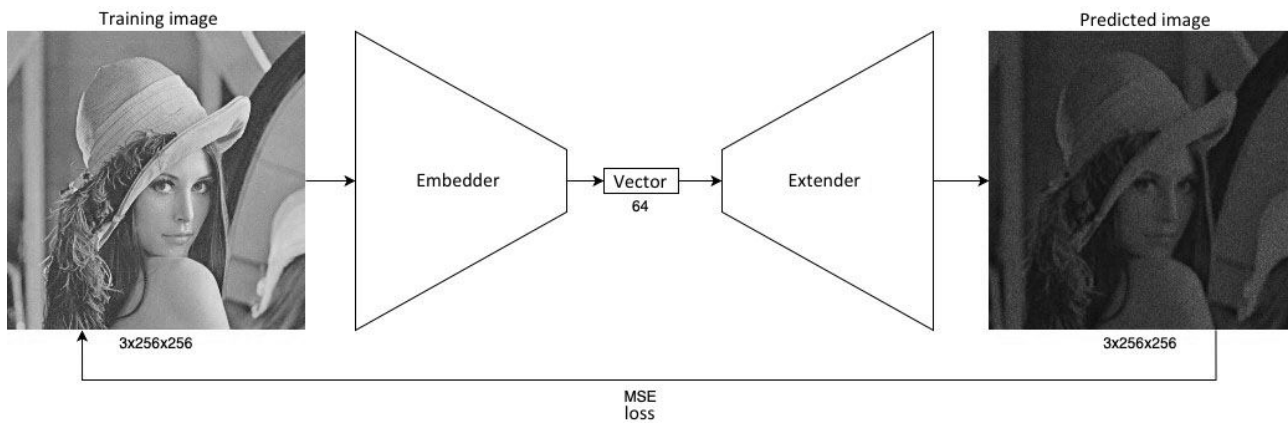 Training image
Predicted image
Embedder
Vector
Extender
64
3x256x256
3x256x256
MSE
loss